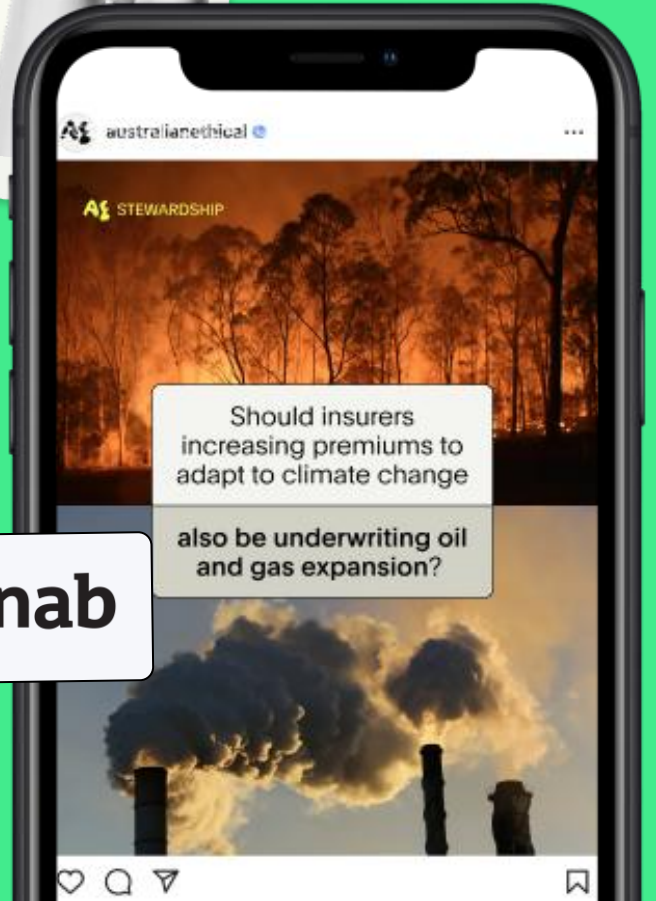 australianethical
AE STEWARDSHIP
Should insurers
increasing premiums to
adapt to climate change
also be underwriting oil
and gas expansion?
nab